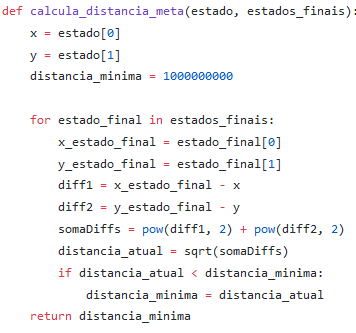 def calcula_distancia_meta(estado, estados_finais):
    x = estado[0]
    y = estado[1]
    distancia_minima = 1000000000

    for estado_final in estados_finais:
        x_estado_final = estado_final[0]
        y_estado_final = estado_final[1]
        diff1 = x_estado_final - x
        diff2 = y_estado_final - y
        somaDiffs = pow(diff1, 2) + pow(diff2, 2)
        distancia_atual = sqrt(somaDiffs)
        if distancia_atual < distancia_minima:
            distancia_minima = distancia_atual
    return distancia_minima